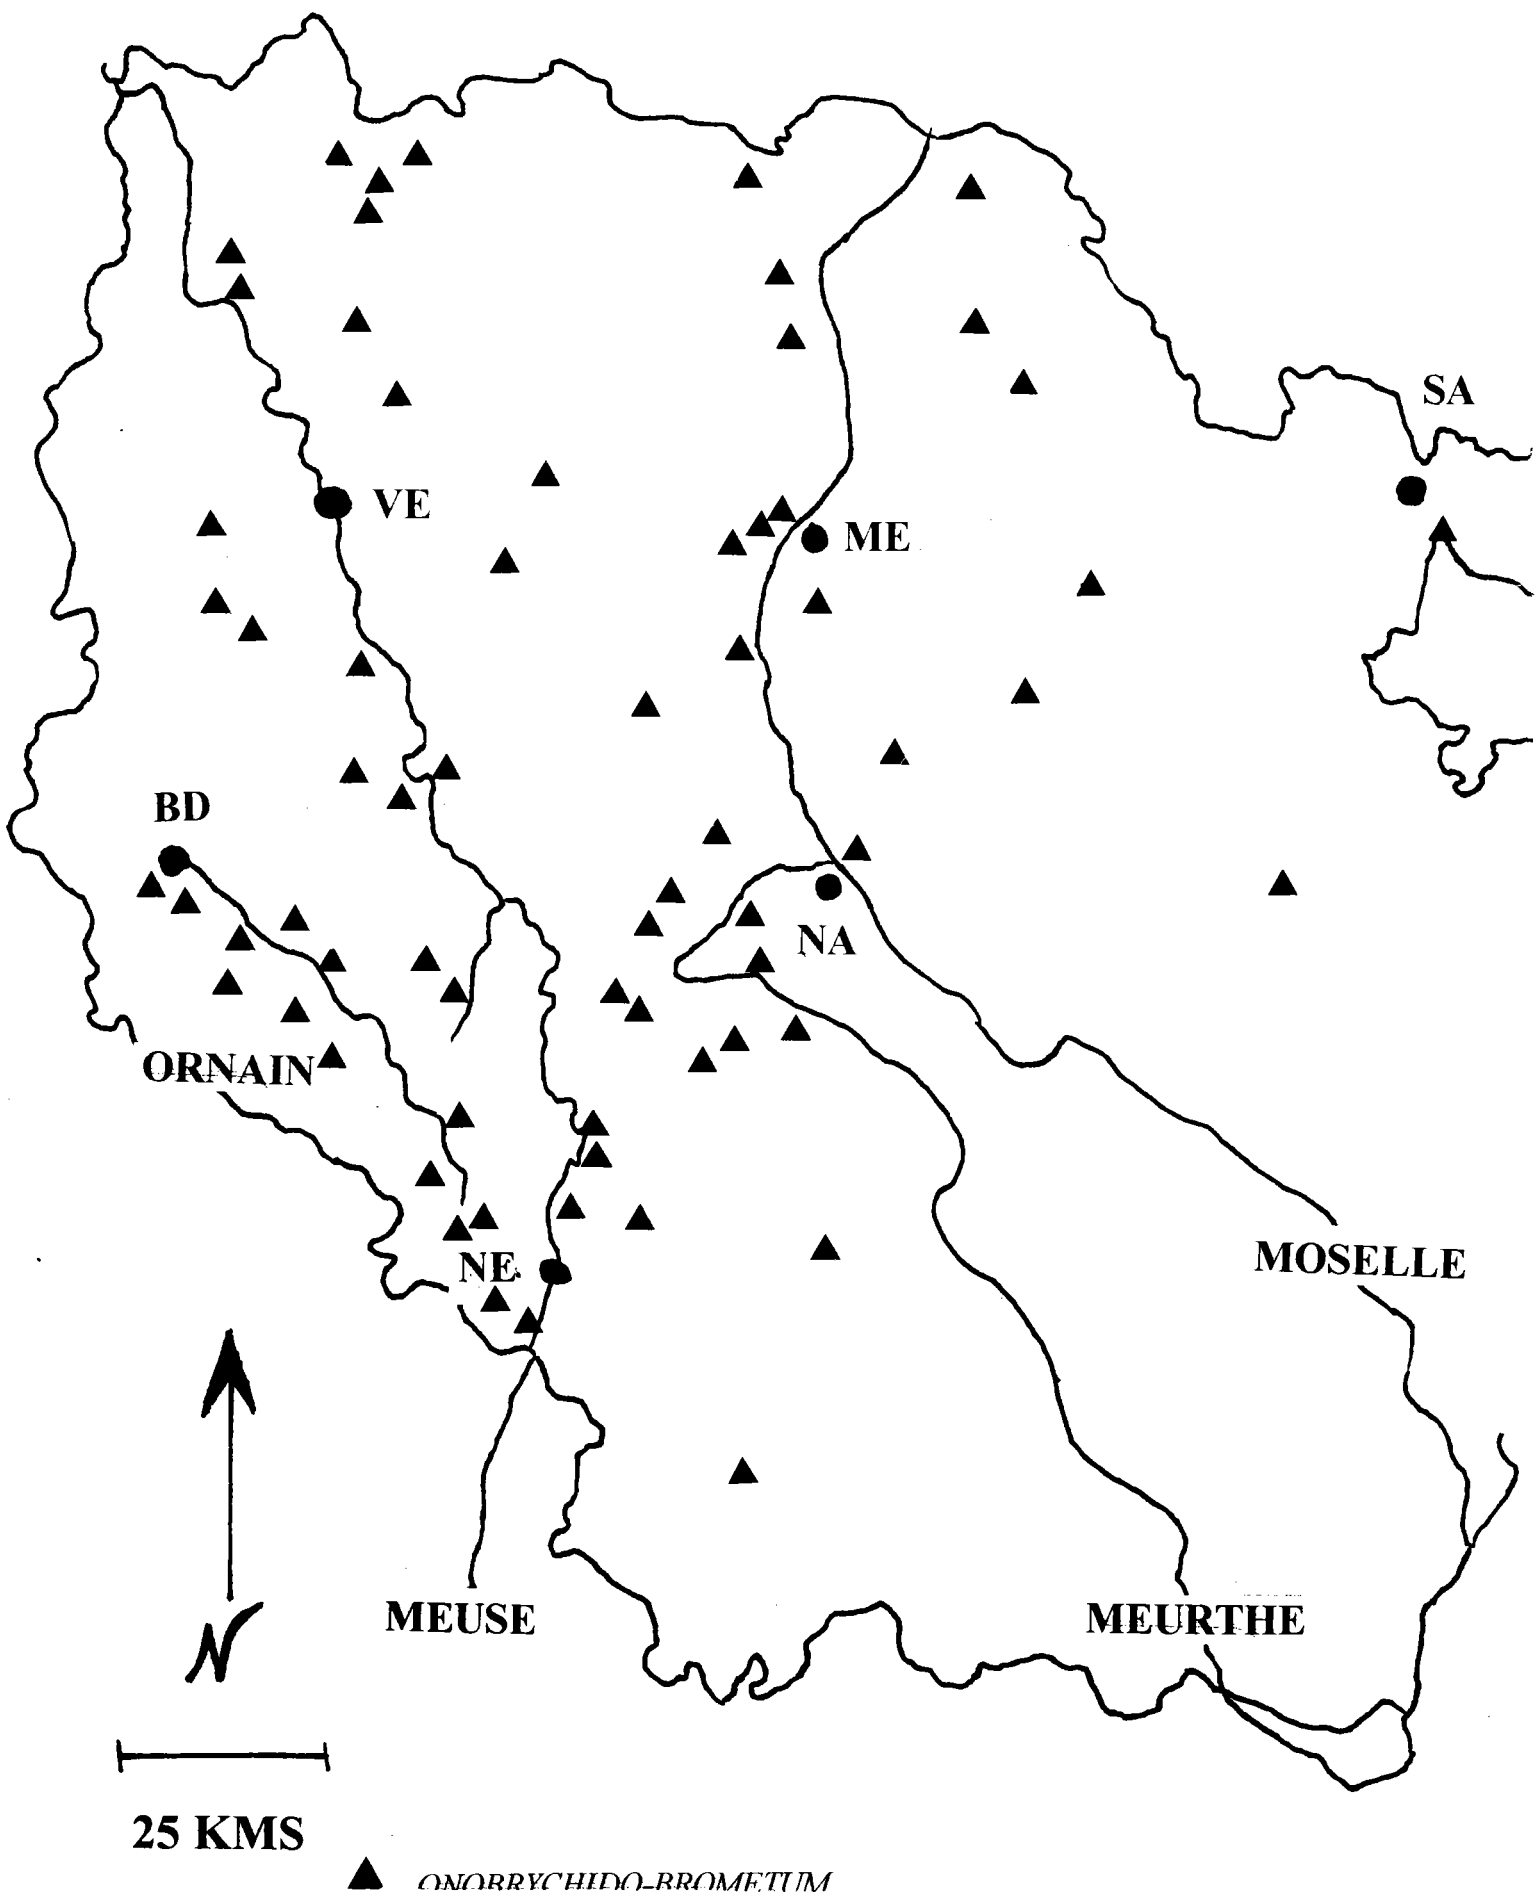 SA
VE
ME
BD
NA
ORNAIN
NE
MOSELLE
MEUSE
MEURTHE
N
25 KMS
ONOBRYCHIDO-BROMETUM